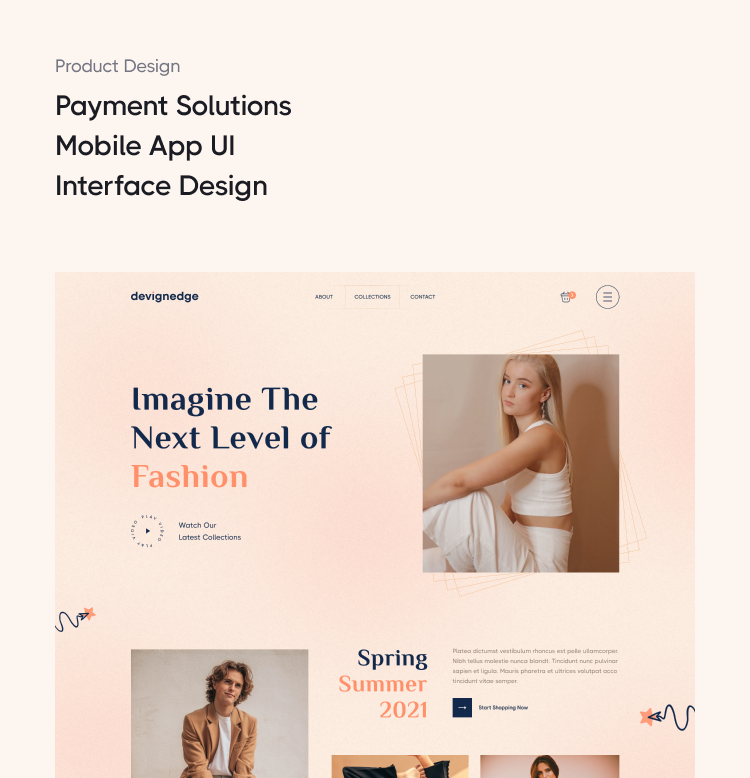 Product Design
Payment Solutions
Mobile App UI
Interface Design
devignedge
ABOUT
COLLECTIONS
CONTACT
Imagine The
Next Level of
Fashion
PLAY VIDEO PLAY VIDEO
Watch Our
Latest Collections
Spring
Summer
2021
Platea dictumst vestibulum rhoncus est pelle ullamcorper
Nibh tellus molestie nunca blandt. Tincidunt nunc pulvinar
sapien et ligula. Mauris pharetra et ultrices volutpat acco
tincidunt vitae semper.
Start Shopping Now